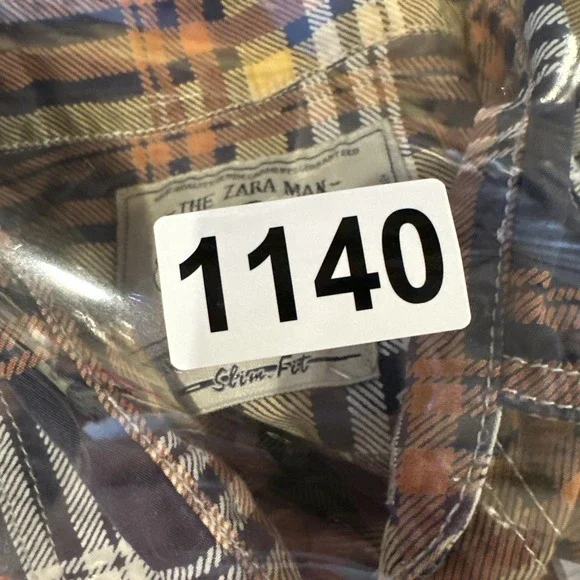 -THE ZARA MAN-
1140
Slim Fit